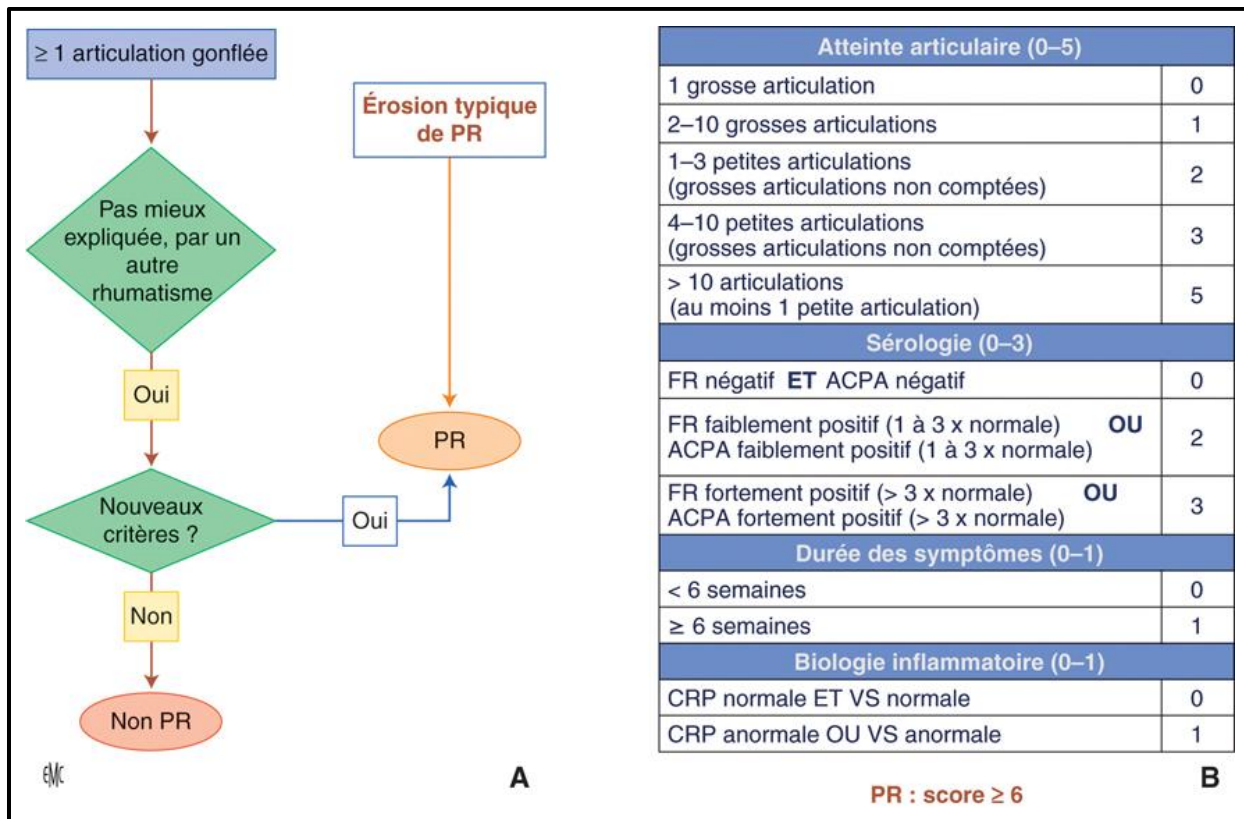 ≥ 1 articulation gonflée
Érosion typique
de PR
Pas mieux
expliquée, par un
autre
rhumatisme
Oui
PR
Nouveaux
critères ?
Oui
Non
Non PR
EMC
A
Atteinte articulaire (0–5)
1 grosse articulation 0
2–10 grosses articulations 1
1–3 petites articulations
(grosses articulations non comptées) 2
4–10 petites articulations
(grosses articulations non comptées) 3
> 10 articulations
(au moins 1 petite articulation) 5
Sérologie (0–3)
FR négatif ET ACPA négatif 0
FR faiblement positif (1 à 3 x normale) OU
ACPA faiblement positif (1 à 3 x normale) 2
FR fortement positif (> 3 x normale) OU
ACPA fortement positif (> 3 x normale) 3
Durée des symptômes (0–1)
< 6 semaines 0
≥ 6 semaines 1
Biologie inflammatoire (0–1)
CRP normale ET VS normale 0
CRP anormale OU VS anormale 1
B
PR : score ≥ 6